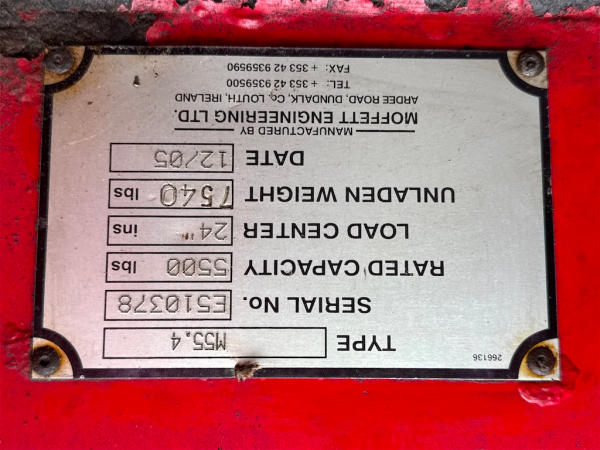 266136
TYPE M55.4
SERIAL No. E510378
RATED CAPACITY 5500 lbs
LOAD CENTER 24" ins
UNLADEN WEIGHT 7540 lbs
DATE 12/05
MANUFACTURED BY
MOFFETT ENGINEERING LTD.
ARDEE ROAD, DUNDALK, Co, LOUTH, IRELAND
TEL: + 353 42 9359500
FAX: + 353 42 9359590